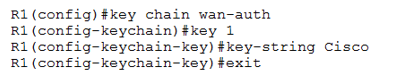 R1(config)#key chain wan-auth
R1(config-keychain)#key 1
R1(config-keychain-key)#key-string Cisco
R1(config-keychain-key)#exit